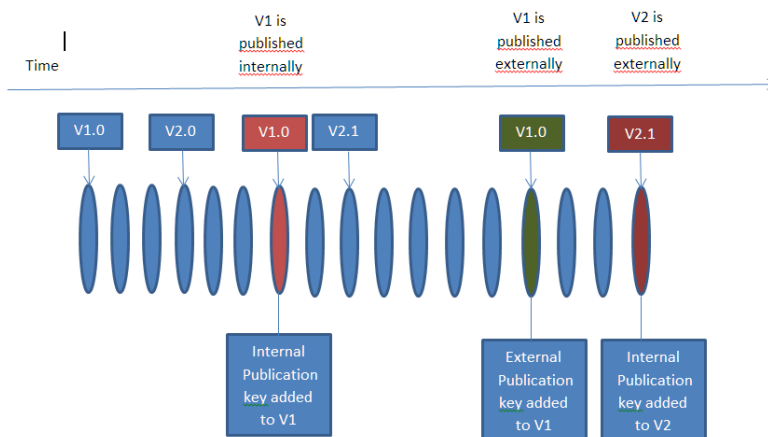 V1 is
published
internally
V1 is
published
externally
V2 is
published
externally
Time
V1.0
V2.0
V1.0
V2.1
V1.0
V2.1
Internal
Publication
key added
to V1
External
Publication
key added
to V1
Internal
Publication
key added
to V2